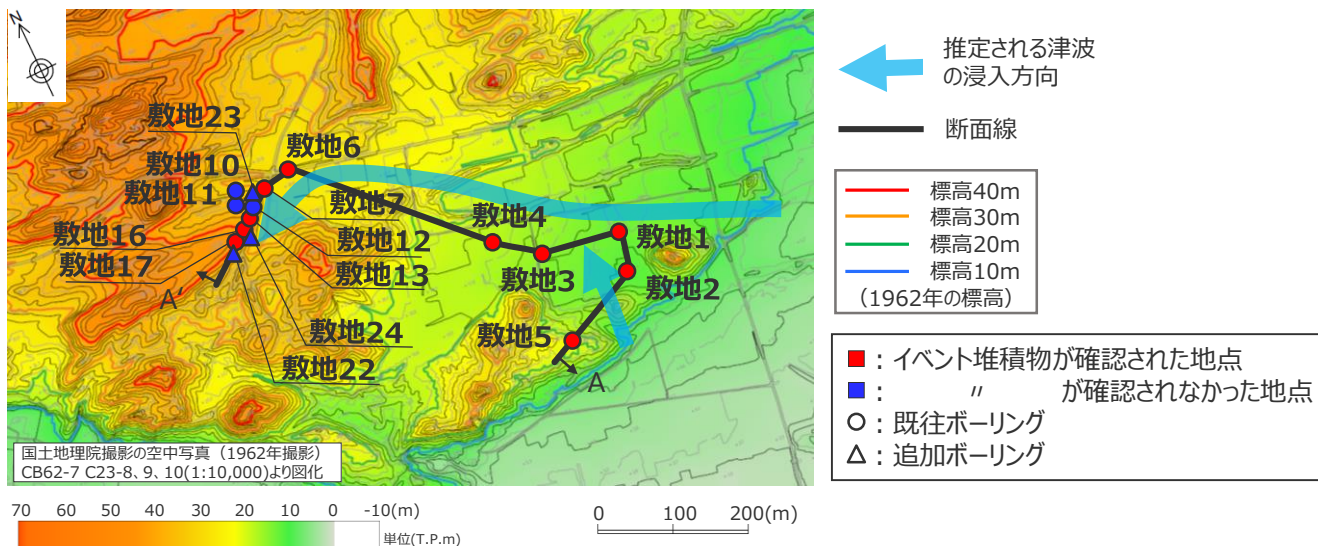 N
敷地23
敷地10
敷地11
敷地6
敷地7
敷地4
敷地16
敷地12
敷地1
敷地17
敷地13
敷地3
敷地2
A'
敷地24
敷地5
敷地22
A
国土地理院撮影の空中写真（1962年撮影）
CB62-7 C23-8、9、10(1:10,000)より図化
70 60 50 40 30 20 10 0 -10(m)
単位(T.P.m)
0 100 200(m)
推定される津波
の浸入方向
断面線
標高40m
標高30m
標高20m
標高10m
（1962年の標高）
■：イベント堆積物が確認された地点
■： 〃 が確認されなかった地点
○：既往ボーリング
△：追加ボーリング